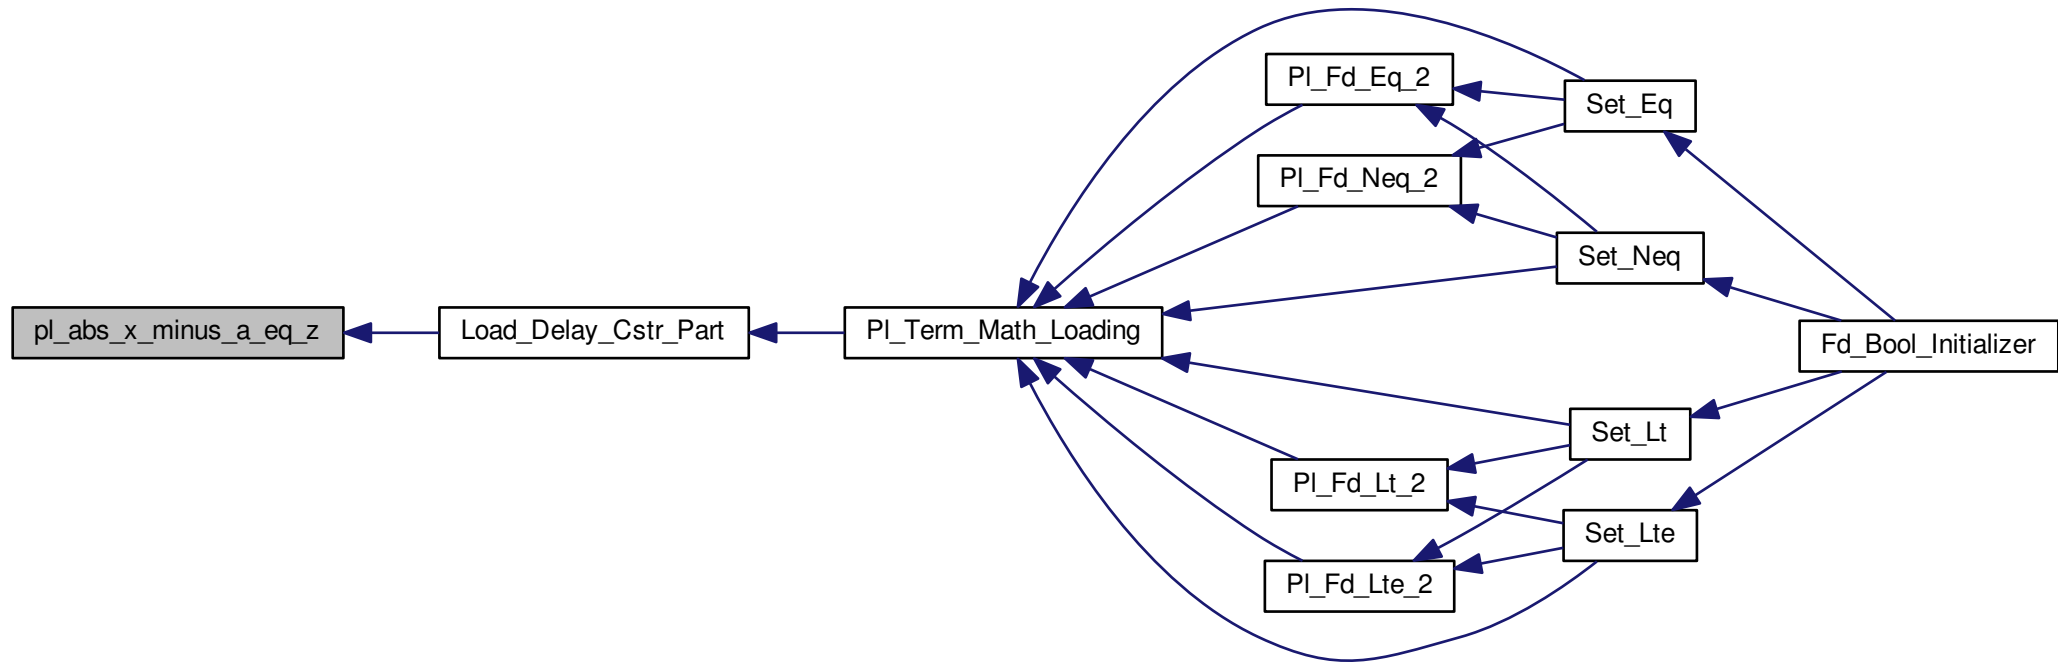 pl_abs_x_minus_a_eq_z
Load_Delay_Cstr_Part
Pl_Term_Math_Loading
Pl_Fd_Eq_2
Pl_Fd_Neq_2
Pl_Fd_Lt_2
Pl_Fd_Lte_2
Set_Eq
Set_Neq
Set_Lt
Set_Lte
Fd_Bool_Initializer